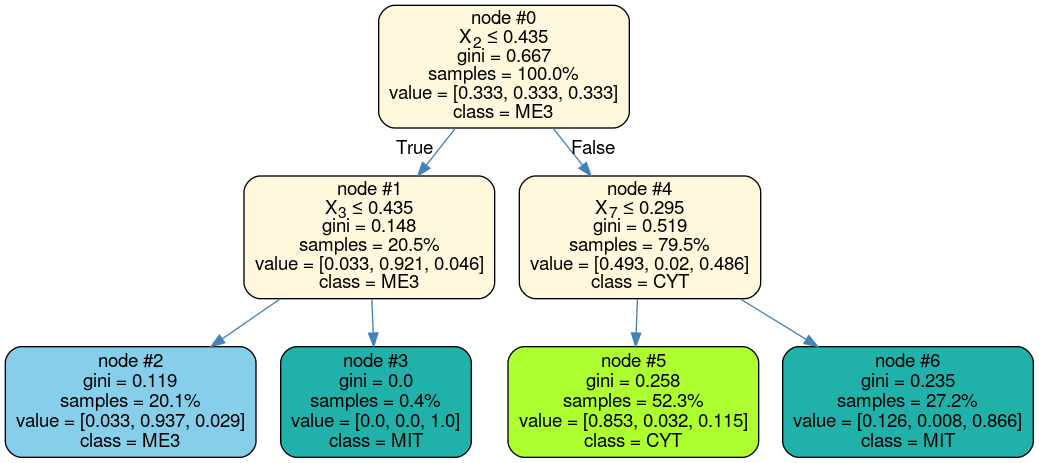 node #0
X2 ≤ 0.435
gini = 0.667
samples = 100.0%
value = [0.333, 0.333, 0.333]
class = ME3
True
False
node #1
X3 ≤ 0.435
gini = 0.148
samples = 20.5%
value = [0.033, 0.921, 0.046]
class = ME3
node #4
X7 ≤ 0.295
gini = 0.519
samples = 79.5%
value = [0.493, 0.02, 0.486]
class = CYT
node #2
gini = 0.119
samples = 20.1%
value = [0.033, 0.937, 0.029]
class = ME3
node #3
gini = 0.0
samples = 0.4%
value = [0.0, 0.0, 1.0]
class = MIT
node #5
gini = 0.258
samples = 52.3%
value = [0.853, 0.032, 0.115]
class = CYT
node #6
gini = 0.235
samples = 27.2%
value = [0.126, 0.008, 0.866]
class = MIT